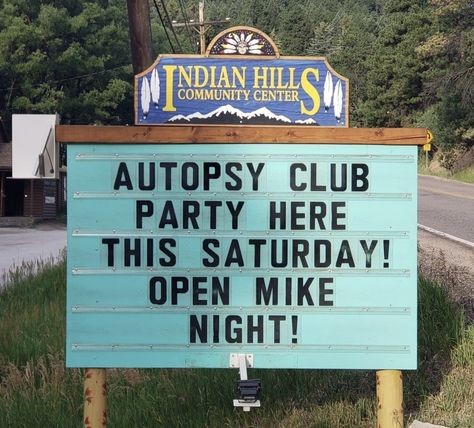 INDIAN HILLS
COMMUNITY CENTER
AUTOPSY CLUB
PARTY HERE
THIS SATURDAY!
OPEN MIKE
NIGHT!